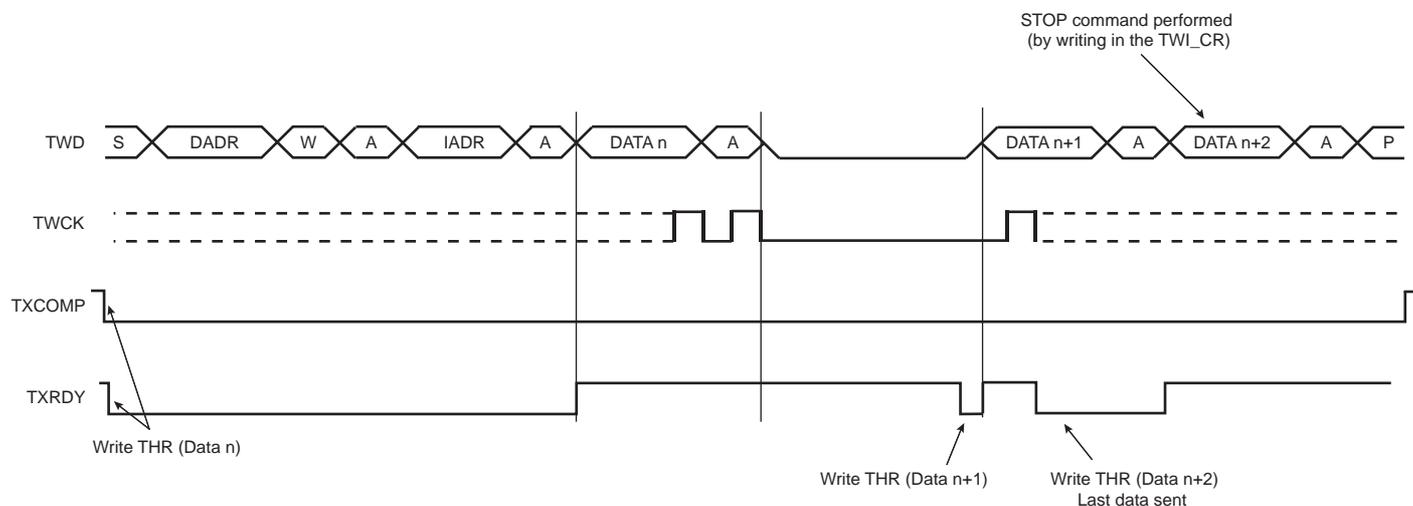 STOP command performed
(by writing in the TWI_CR)
TWD S DADR W A IADR A DATA n A DATA n+1 A DATA n+2 A P
TWCK
TXCOMP
TXRDY
Write THR (Data n)
Write THR (Data n+1) Write THR (Data n+2)
Last data sent